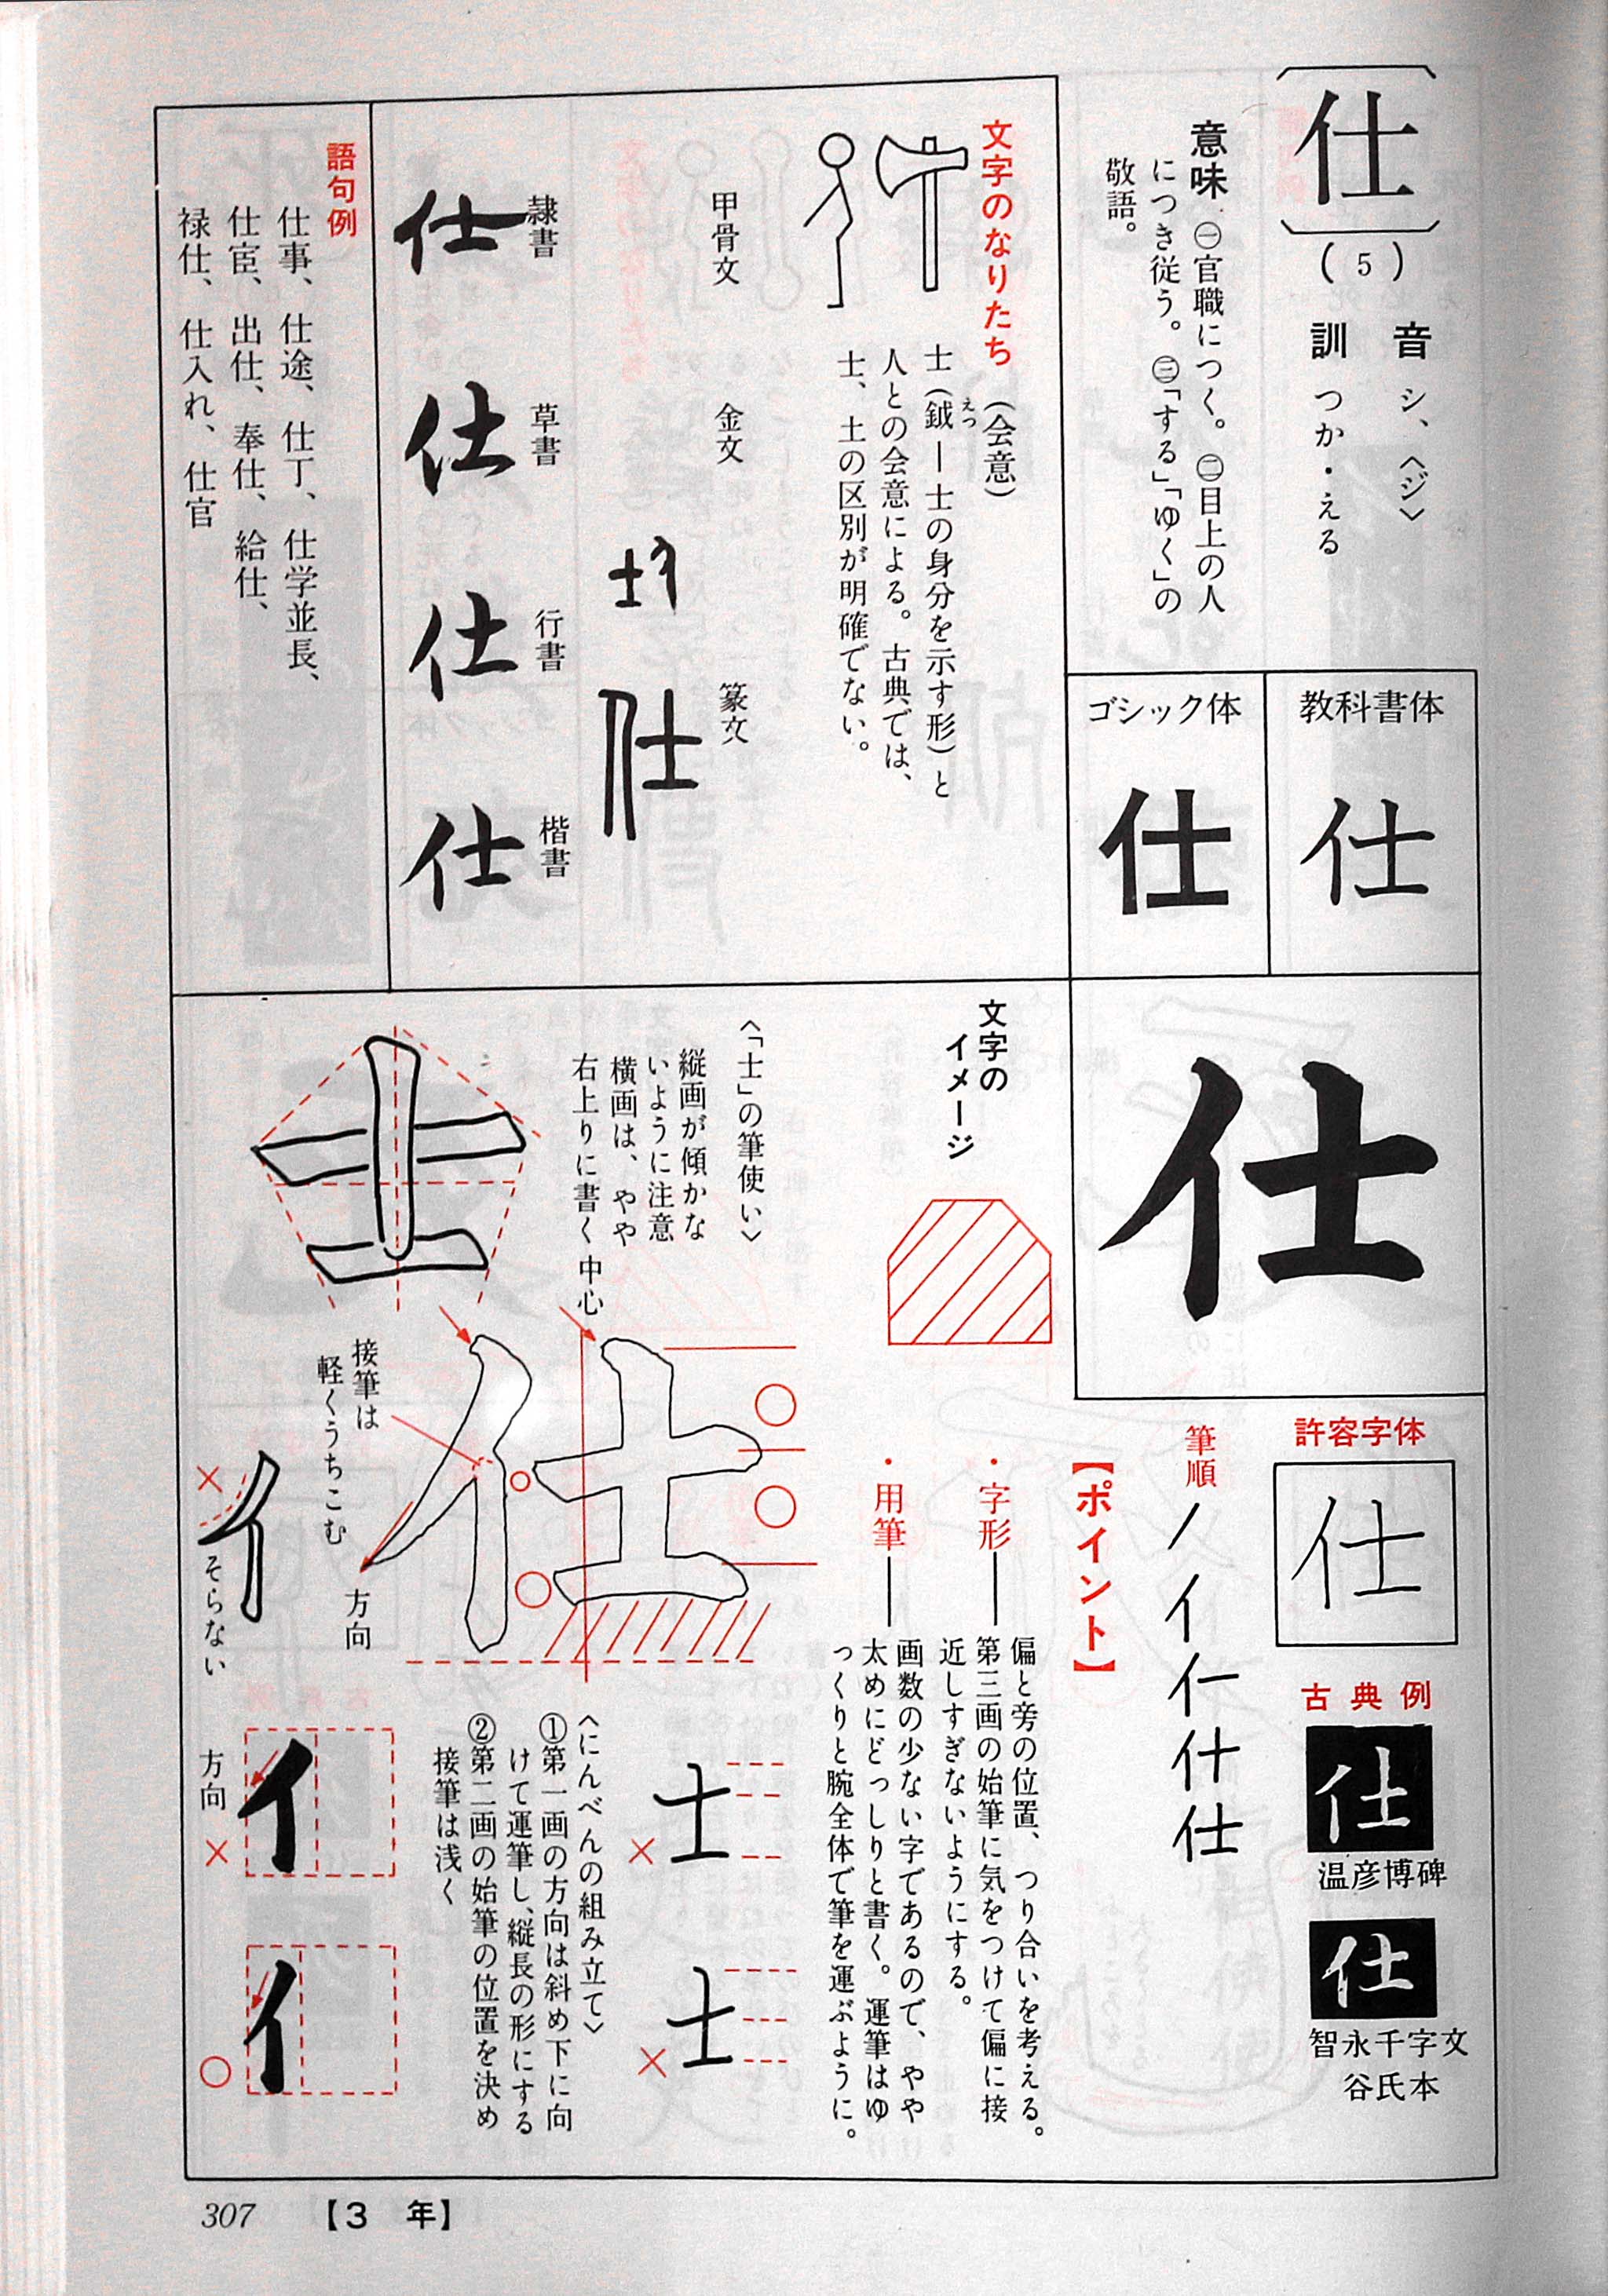 仕
(5)
音 シ、〈ジ〉
訓 つか・える
意味 ㊀官職につく。㊁目上の人
につき従う。㊂「する」「ゆく」の
敬語。
教科書体
仕
ゴシック体
仕
文字のなりたち (会意)
士(鉞―士の身分を示す形)と
えつ
人との会意による。古典では、
士、土の区別が明確でない。
甲骨文
金文
篆文
仕
隷書
仕
草書
仕
行書
仕
楷書
仕
語句例
仕事、仕途、仕丁、仕学並長、
仕宦、出仕、奉仕、給仕、
禄仕、仕入れ、仕官
仕
許容字体
仕
古典例
仕
温彦博碑
仕
智永千字文
谷氏本
筆順
ノ イ 仁 什 仕
【ポイント】
・字形――偏と旁の位置、つり合いを考える。
第三画の始筆に気をつけて偏に接
近しすぎないようにする。
・用筆――画数の少ない字であるので、やや
太めにどっしりと書く。運筆はゆ
っくりと腕全体で筆を運ぶように。
文字の
イメージ
〈「士」の筆使い〉
縦画が傾かな
いように注意
横画は、やや
右上りに書く
士
中心
仕
接筆は
軽くうちこむ
方向
イ
×
そらない
士
×
士
×
〈にんべんの組み立て〉
①第一画の方向は斜め下に向
けて運筆し、縦長の形にする
②第二画の始筆の位置を決め
接筆は浅く
イ
方向
×
イ
○
307 【3 年】